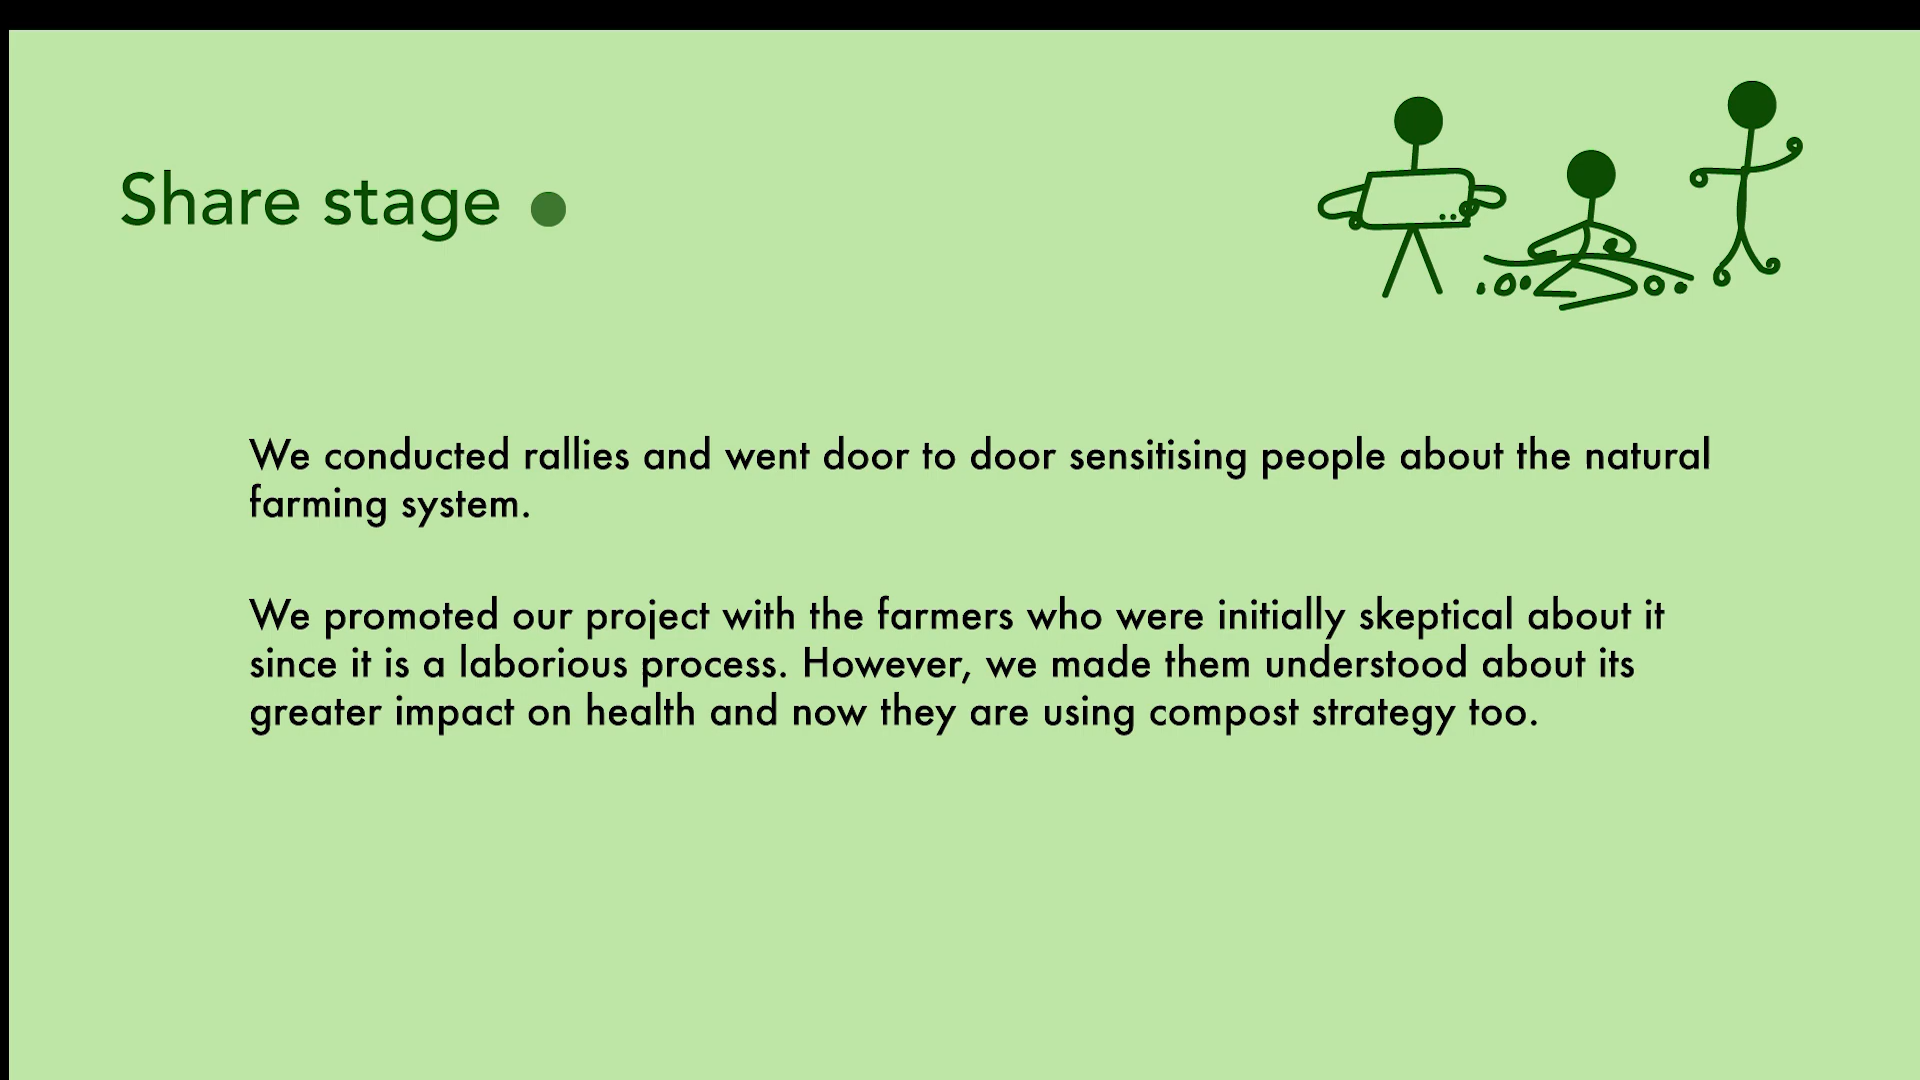 Share stage
We conducted rallies and went door to door sensitising people about the natural
farming system.
We promoted our project with the farmers who were initially skeptical about it
since it is a laborious process. However, we made them understood about its
greater impact on health and now they are using compost strategy too.